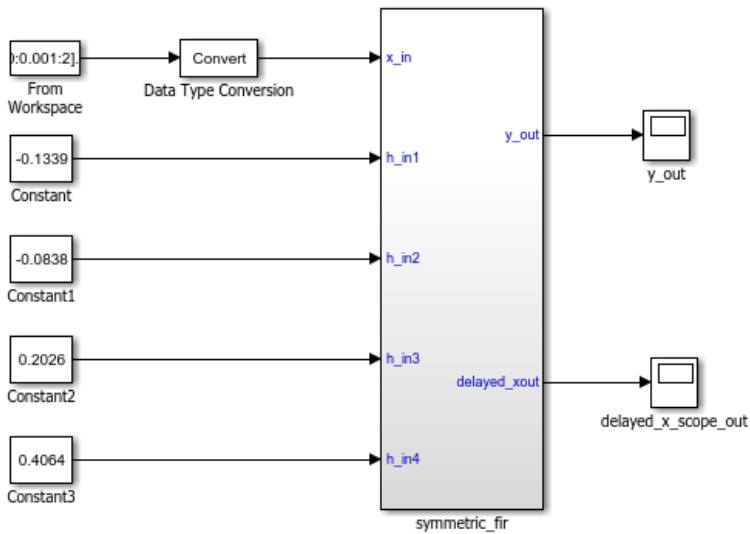 ):0.001:2].
From
Workspace
Convert
Data Type Conversion
x_in
-0.1339
Constant
h_in1
-0.0838
Constant1
h_in2
0.2026
Constant2
h_in3
0.4064
Constant3
h_in4
y_out
y_out
delayed_xout
delayed_x_scope_out
symmetric_fir